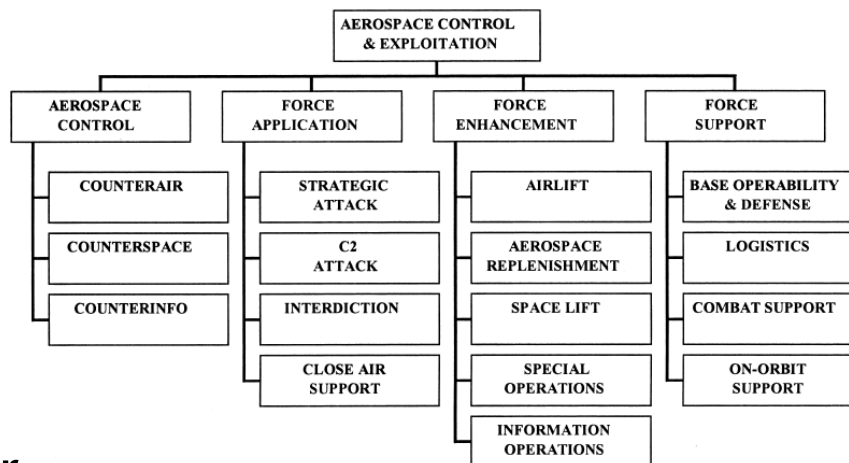 AEROSPACE CONTROL
& EXPLOITATION
AEROSPACE
CONTROL
FORCE
APPLICATION
FORCE
ENHANCEMENT
FORCE
SUPPORT
COUNTERAIR
COUNTERSPACE
COUNTERINFO
STRATEGIC
ATTACK
C2
ATTACK
INTERDICTION
CLOSE AIR
SUPPORT
AIRLIFT
AEROSPACE
REPLENISHMENT
SPACE LIFT
SPECIAL
OPERATIONS
INFORMATION
OPERATIONS
BASE OPERABILITY
& DEFENSE
LOGISTICS
COMBAT SUPPORT
ON-ORBIT
SUPPORT